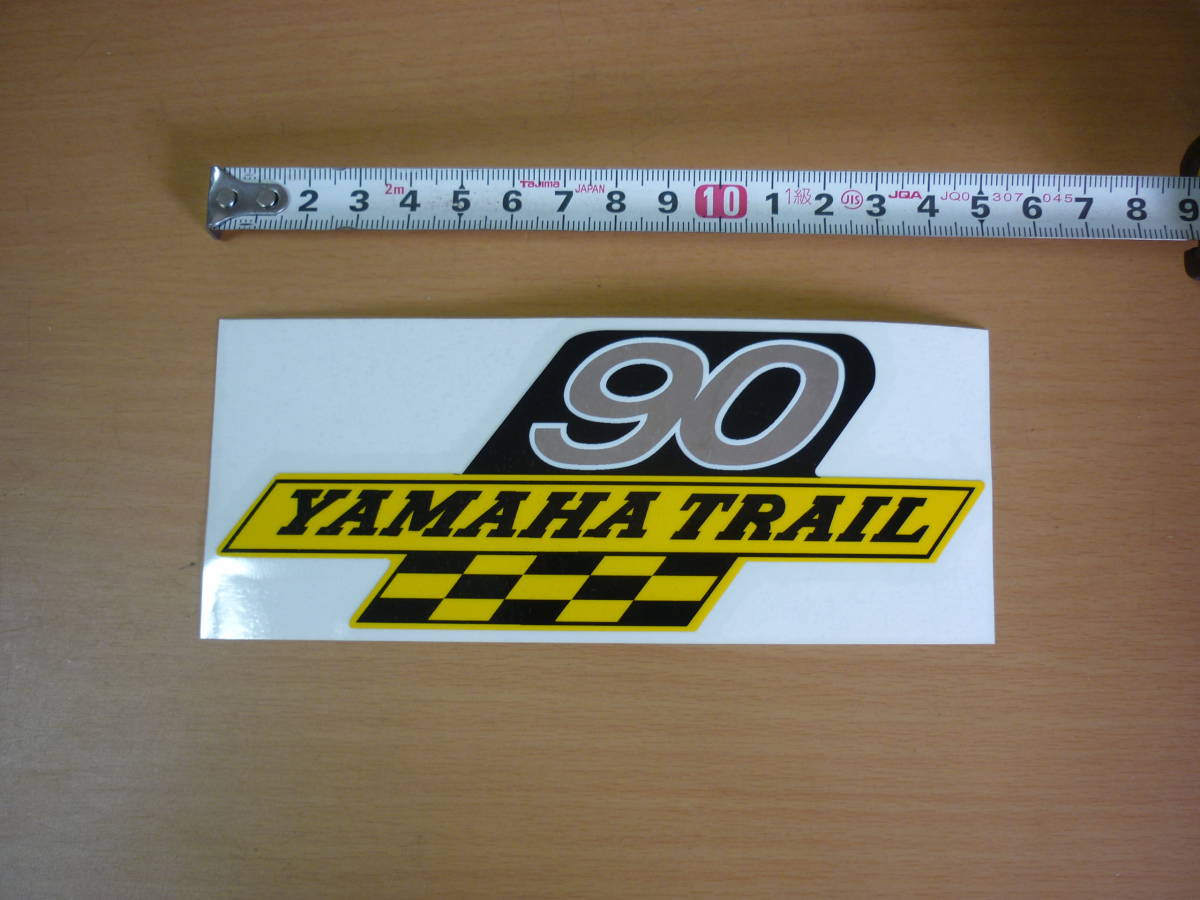 2 3 4 5 6 7 8 9 10 1 2 3 4 5 6 7 8 9
2m Tajima JAPAN 1級 JIS JQA JQ0 307 045
90
YAMAHA TRAIL